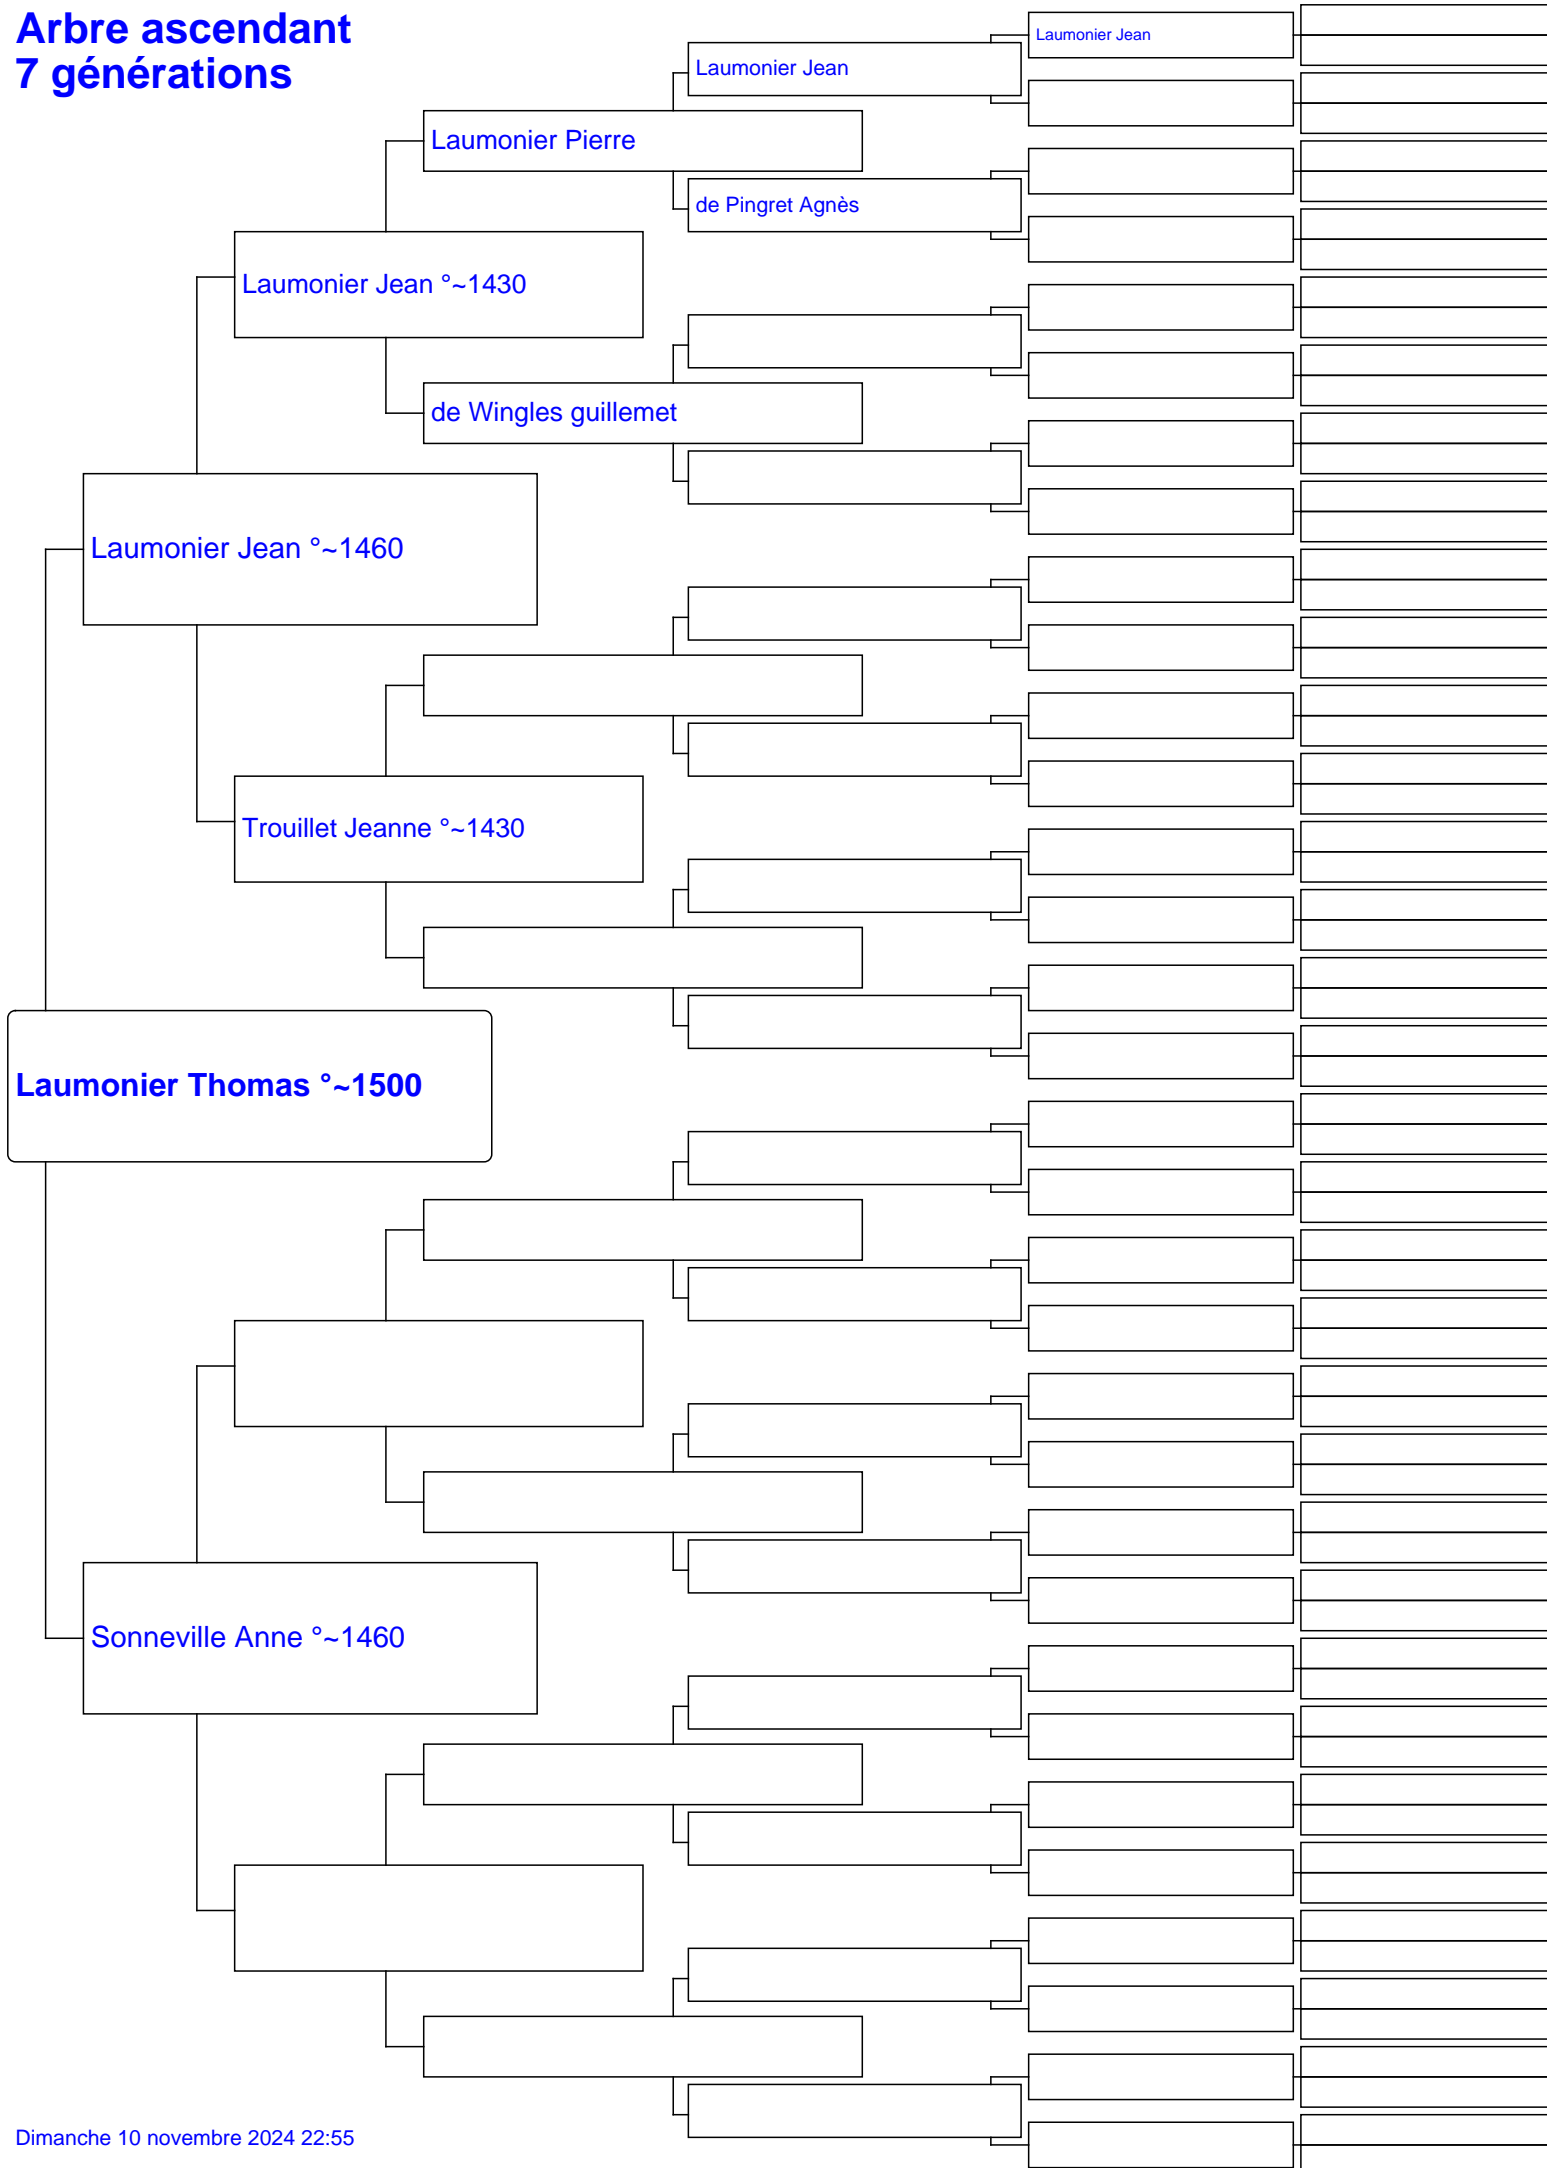 Arbre ascendant
7 générations
Laumonier Jean
Laumonier Jean
Laumonier Pierre
de Pingret Agnès
Laumonier Jean °~1430
de Wingles guillemet
Laumonier Jean °~1460
Trouillet Jeanne °~1430
Laumonier Thomas °~1500
Sonneville Anne °~1460
Dimanche 10 novembre 2024 22:55